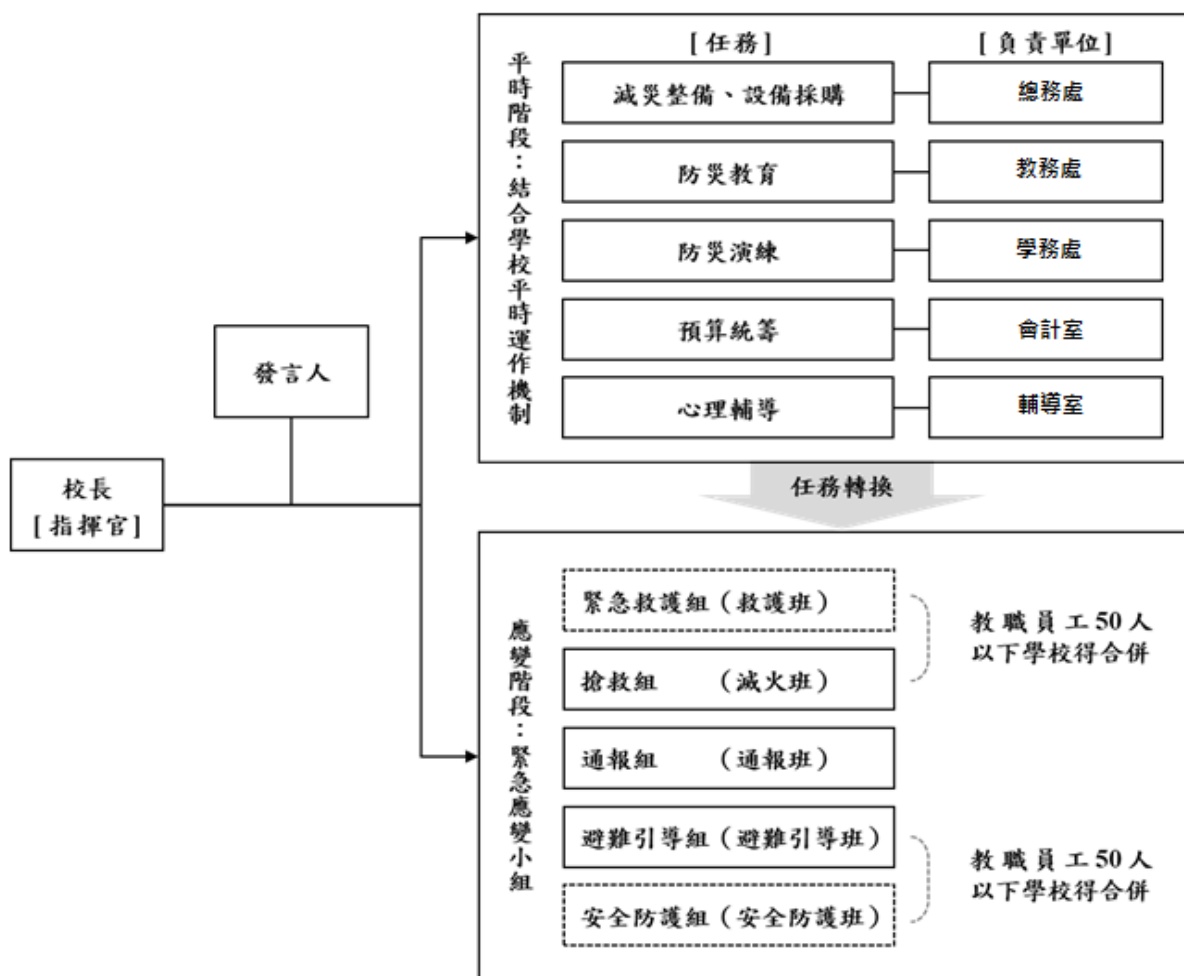 [任務]
[負責單位]
平時階段：結合學校平時運作機制
減災整備、設備採購
總務處
防災教育
教務處
防災演練
學務處
預算統籌
會計室
心理輔導
輔導室
發言人
校長
[指揮官]
任務轉換
應變階段：緊急應變小組
緊急救護組（救護班）
搶救組　　（滅火班）
教職員工50人
以下學校得合併
通報組　　（通報班）
避難引導組（避難引導班）
安全防護組（安全防護班）
教職員工50人
以下學校得合併